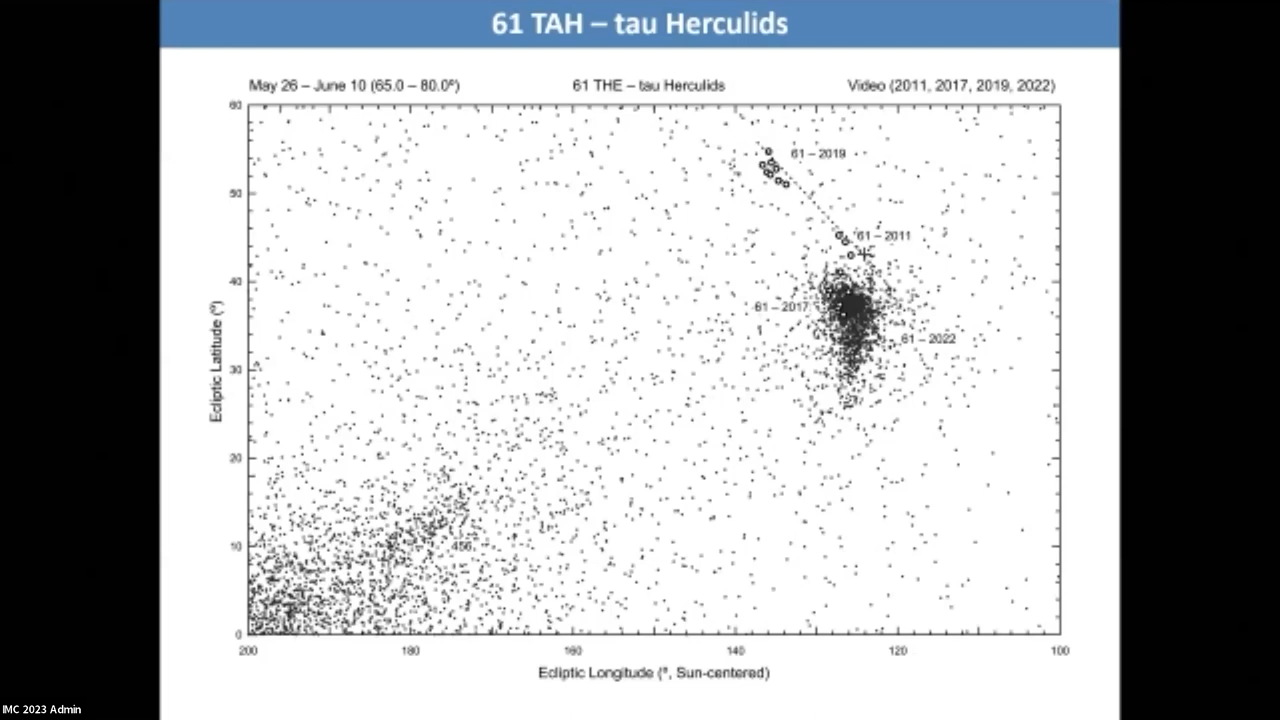 61 TAH – tau Herculids
May 26 – June 10 (65.0 – 80.0°) 61 THE – tau Herculids Video (2011, 2017, 2019, 2022)
60
61 – 2019
50
61 – 2011
40
61 – 2017
61 – 2022
30
Ecliptic Latitude (°)
20
10
456
0
200 180 160 140 120 100
Ecliptic Longitude (°, Sun-centered)
IMC 2023 Admin